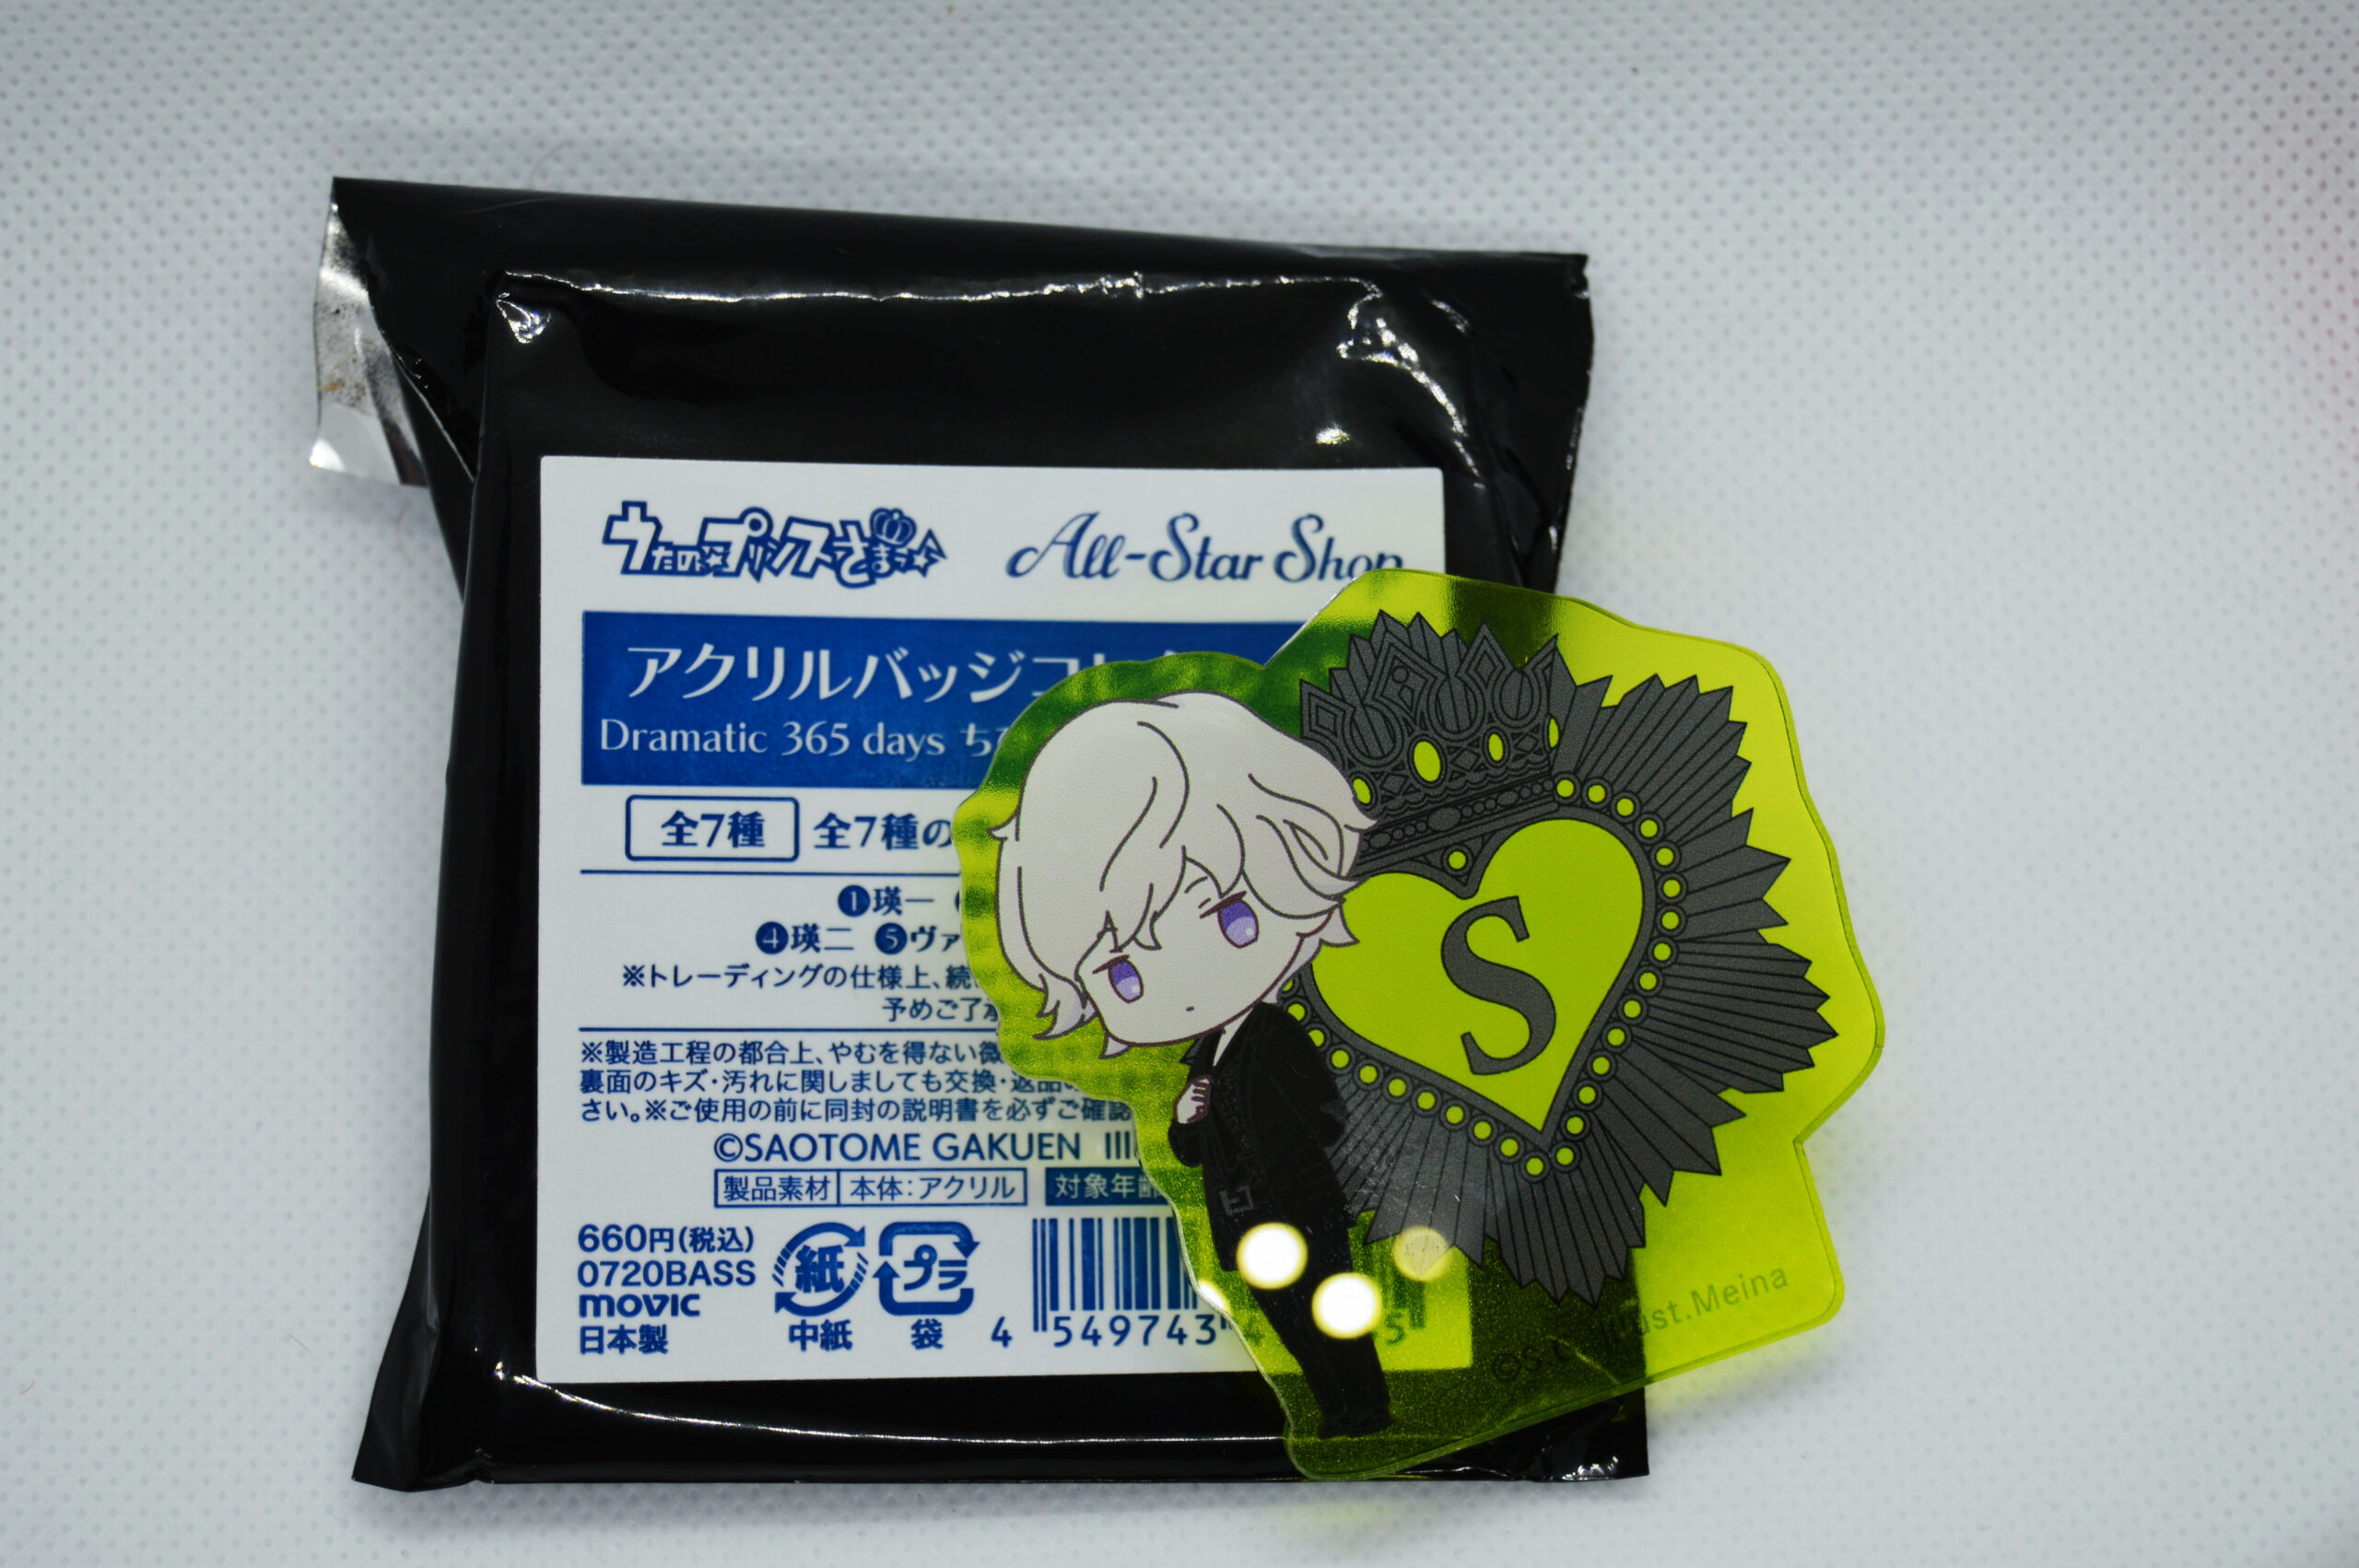 うたの☆プリンスさまっ♪ All-Star Shop
アクリルバッジコレ
Dramatic 365 days ち
全7種 全7種の
❶瑛一
❹瑛二 ❺ヴァ
※トレーディングの仕様上、続
予めご了承
※製造工程の都合上、やむを得ない微
裏面のキズ・汚れに関しましても交換・返品
さい。※ご使用の前に同封の説明書を必ずご確認
©SAOTOME GAKUEN Ill
製品素材 本体：アクリル 対象年齢
660円(税込)
0720BASS
movic
日本製
紙
中紙
プラ
袋
4 549743 4
S
©S. Illust.Meina